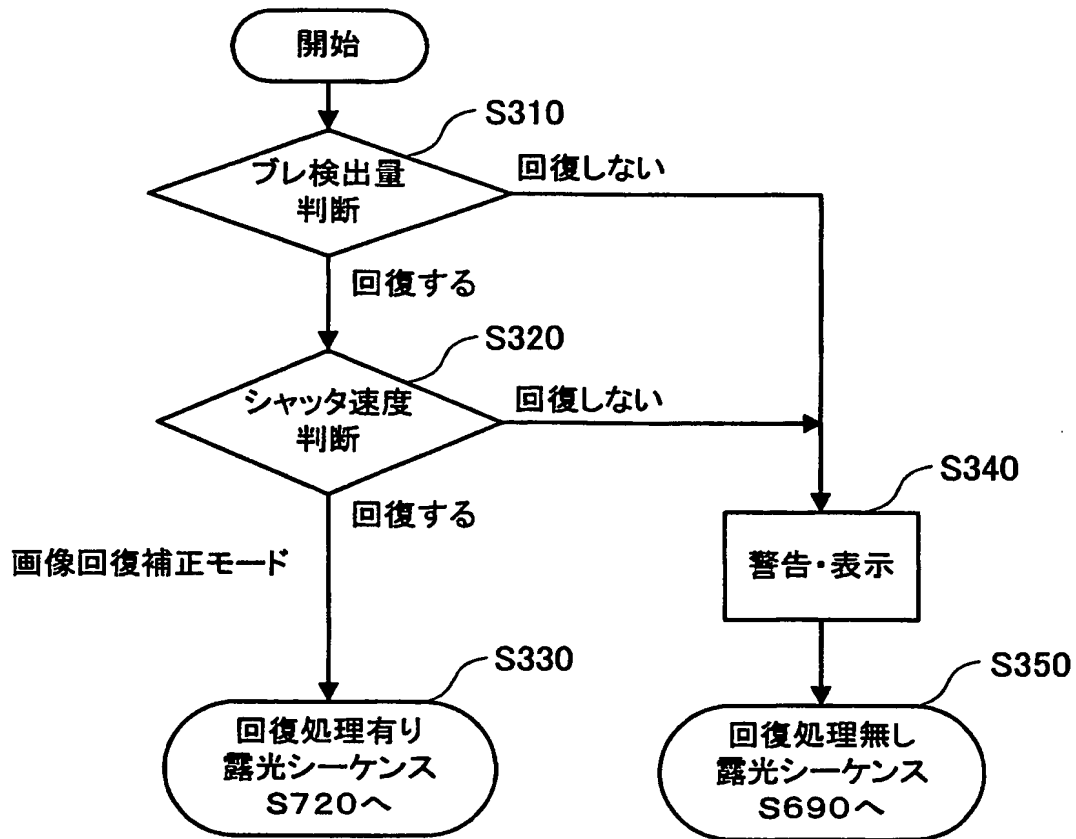 開始
S310
ブレ検出量
判断
回復しない
回復する
S320
シャッタ速度
判断
回復しない
回復する
画像回復補正モード
S340
警告・表示
S330
回復処理有り
露光シーケンス
S720へ
S350
回復処理無し
露光シーケンス
S690へ